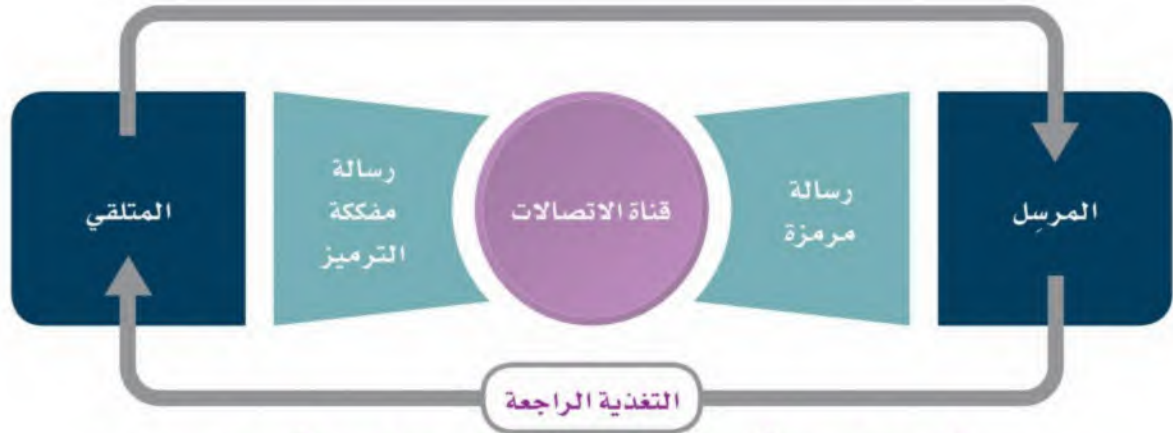 المرسِل
رسالة
مرمزة
قناة الاتصالات
رسالة
مفككة
الترميز
المتلقي
التغذية الراجعة